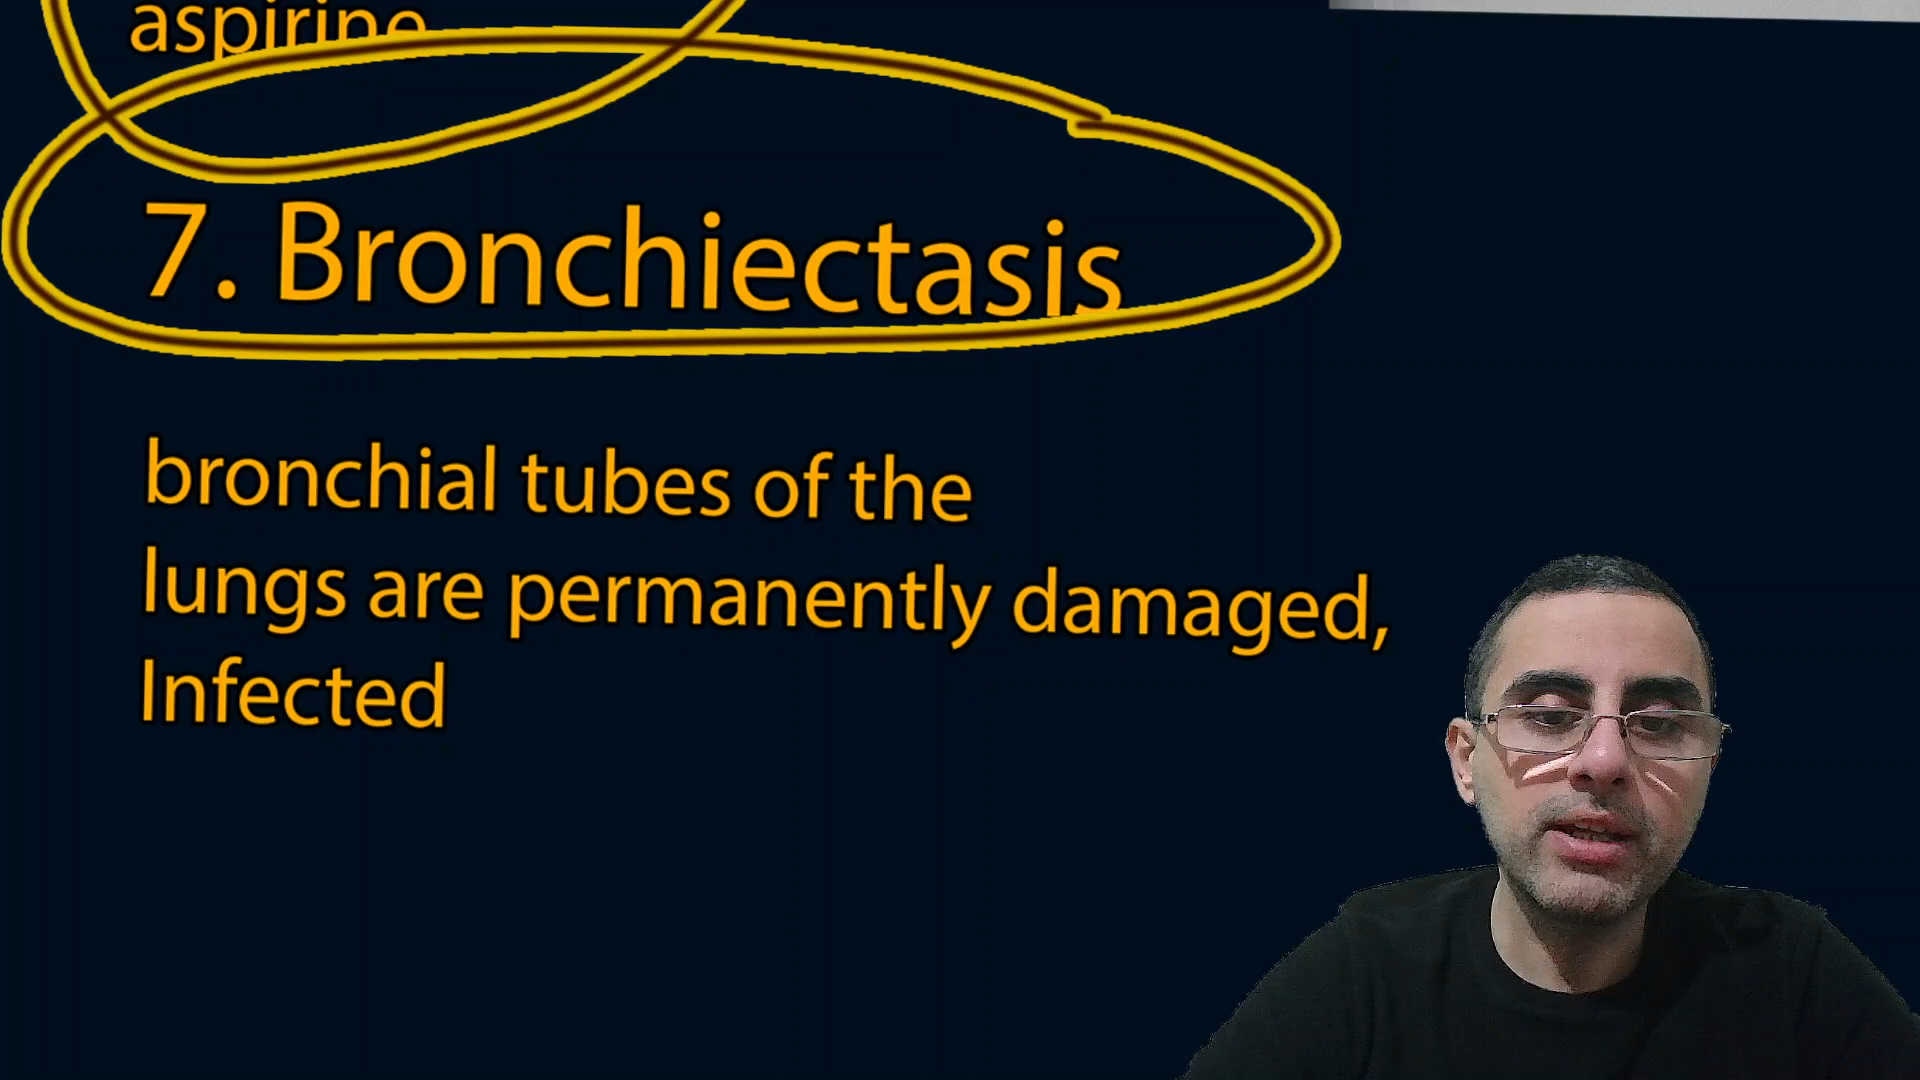 aspirine
7. Bronchiectasis
bronchial tubes of the
lungs are permanently damaged,
Infected